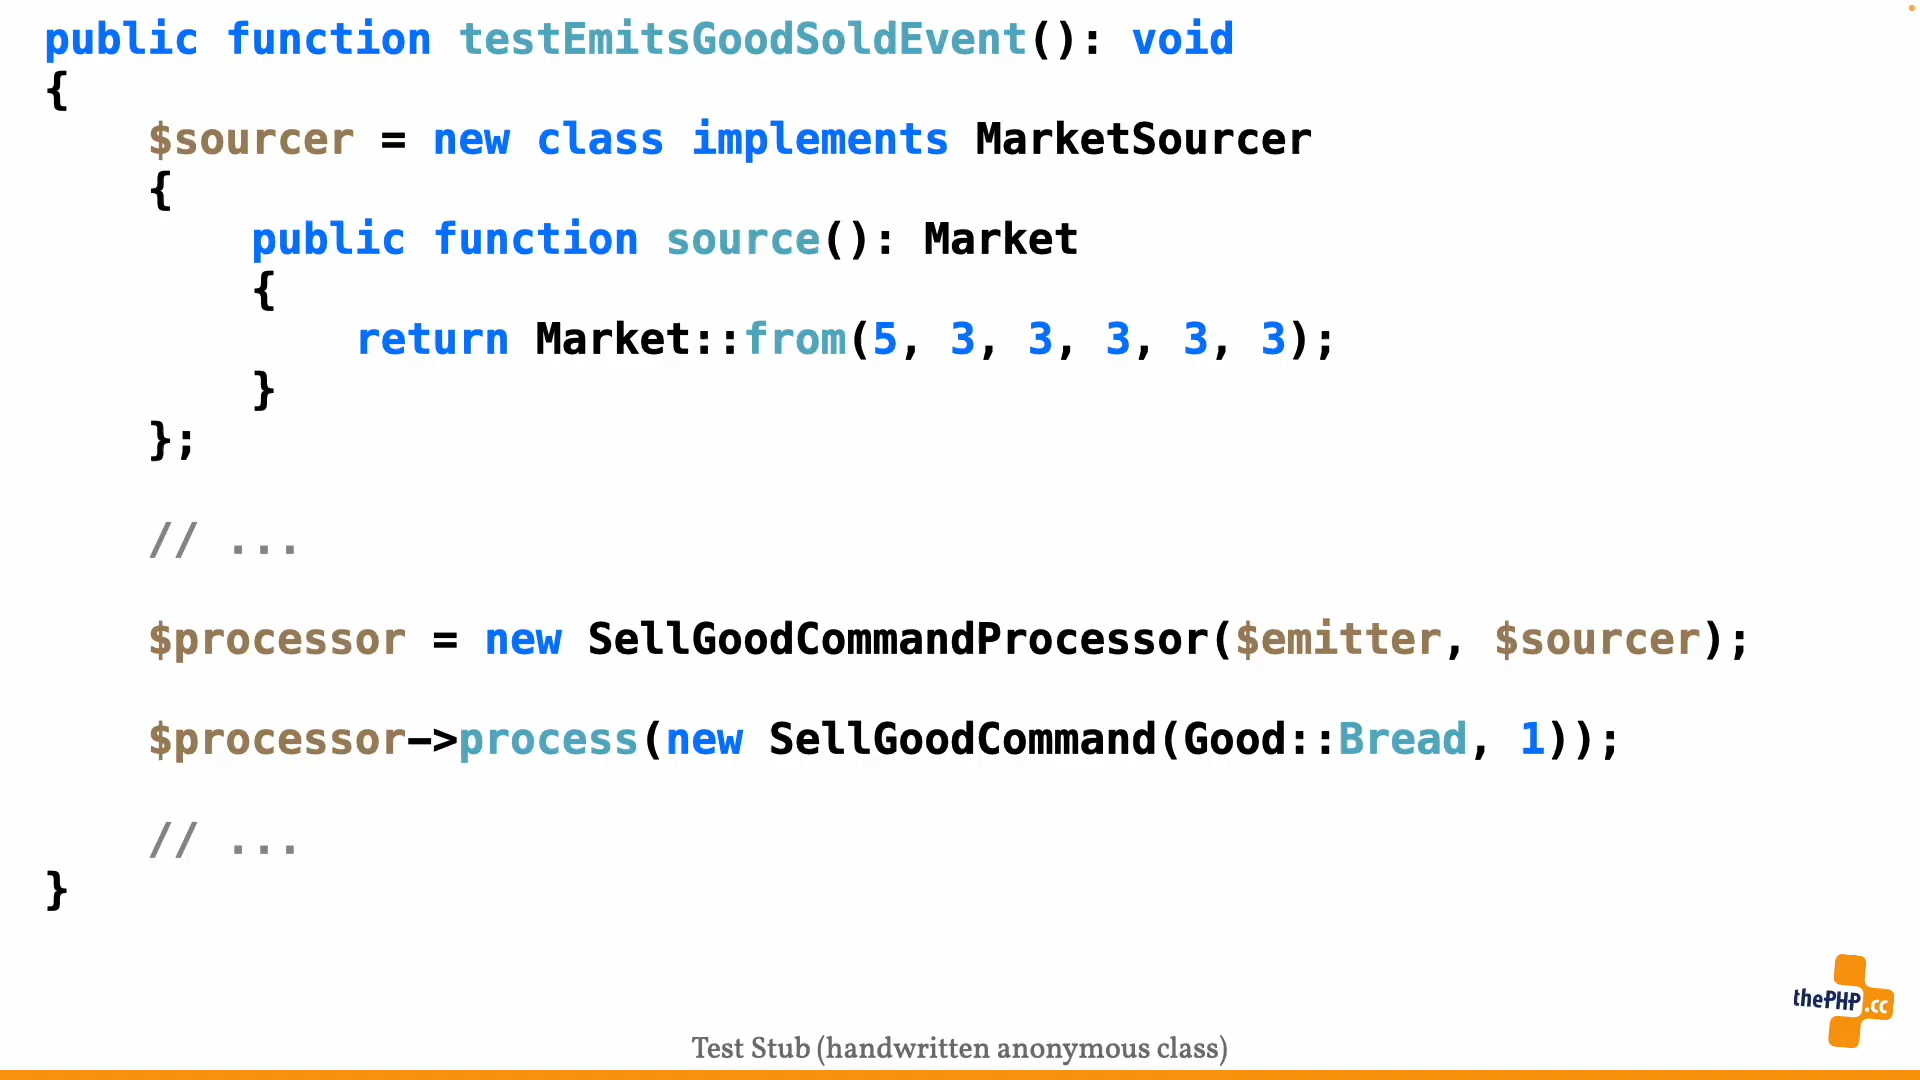 public function testEmitsGoodSoldEvent(): void
{
    $sourcer = new class implements MarketSourcer
    {
        public function source(): Market
        {
            return Market::from(5, 3, 3, 3, 3, 3);
        }
    };

    // ...

    $processor = new SellGoodCommandProcessor($emitter, $sourcer);

    $processor->process(new SellGoodCommand(Good::Bread, 1));

    // ...
}
thePHP.cc
Test Stub (handwritten anonymous class)